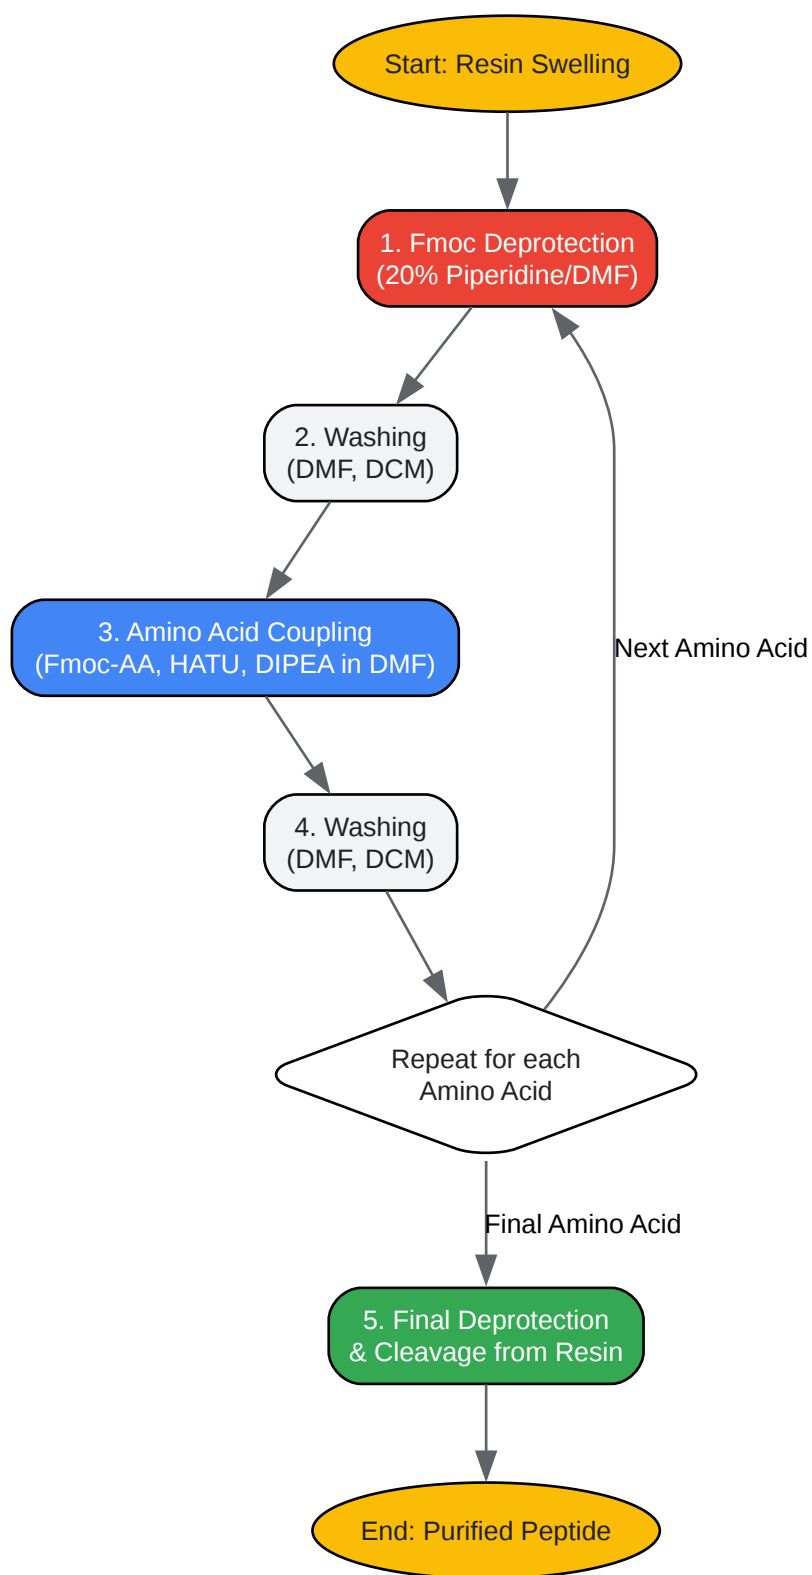 Start: Resin Swelling
1. Fmoc Deprotection
(20% Piperidine/DMF)
2. Washing
(DMF, DCM)
3. Amino Acid Coupling
(Fmoc-AA, HATU, DIPEA in DMF)
Next Amino Acid
4. Washing
(DMF, DCM)
Repeat for each
Amino Acid
Final Amino Acid
5. Final Deprotection
& Cleavage from Resin
End: Purified Peptide